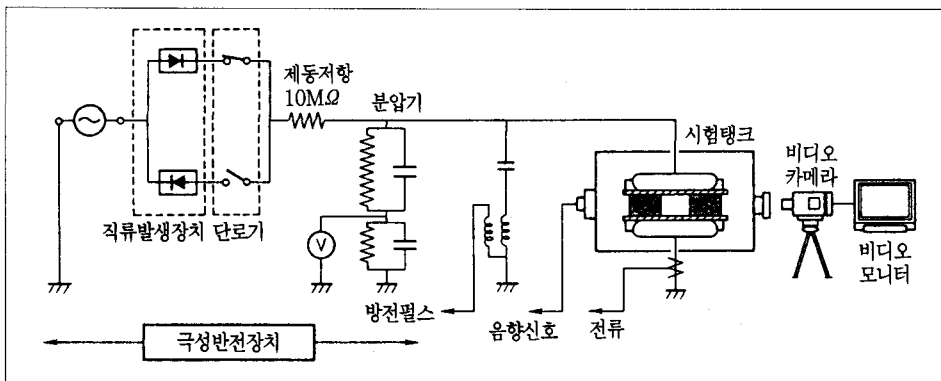 제동저항
10MΩ
분압기
시험탱크
비디오
카메라
직류발생장치 단로기
V
비디오
모니터
방전펄스
음향신호
전류
극성반전장치